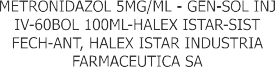 METRONIDAZOL 5MG/ML - GEN-SOL INJ
IV-60BOL 100ML-HALEX ISTAR-SIST
FECH-ANT, HALEX ISTAR INDUSTRIA
FARMACEUTICA SA